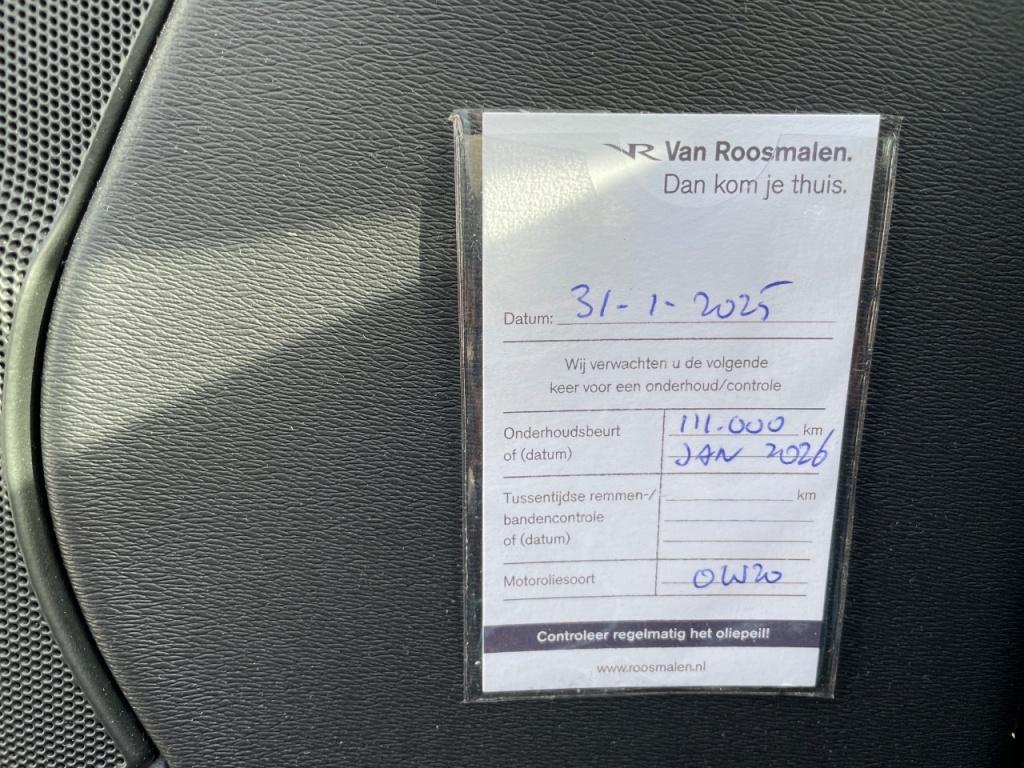 VR Van Roosmalen.
Dan kom je thuis.
Datum: 31-1-2025
Wij verwachten u de volgende
keer voor een onderhoud/controle
Onderhoudsbeurt 111.000 km
of (datum) JAN 2026
Tussentijdse remmen-/ km
bandencontrole
of (datum)
Motoroliesoort 0W20
Controleer regelmatig het oliepeil!
www.roosmalen.nl